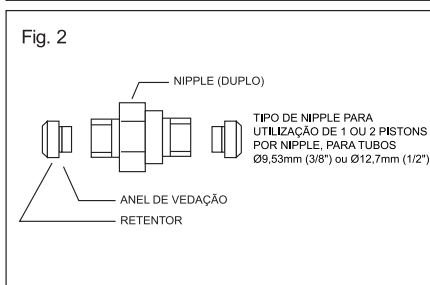 Fig. 2
NIPPLE (DUPLO)
TIPO DE NIPPLE PARA
UTILIZAÇÃO DE 1 OU 2 PISTONS
POR NIPPLE, PARA TUBOS
Ø9,53mm (3/8") ou Ø12,7mm (1/2")
ANEL DE VEDAÇÃO
RETENTOR